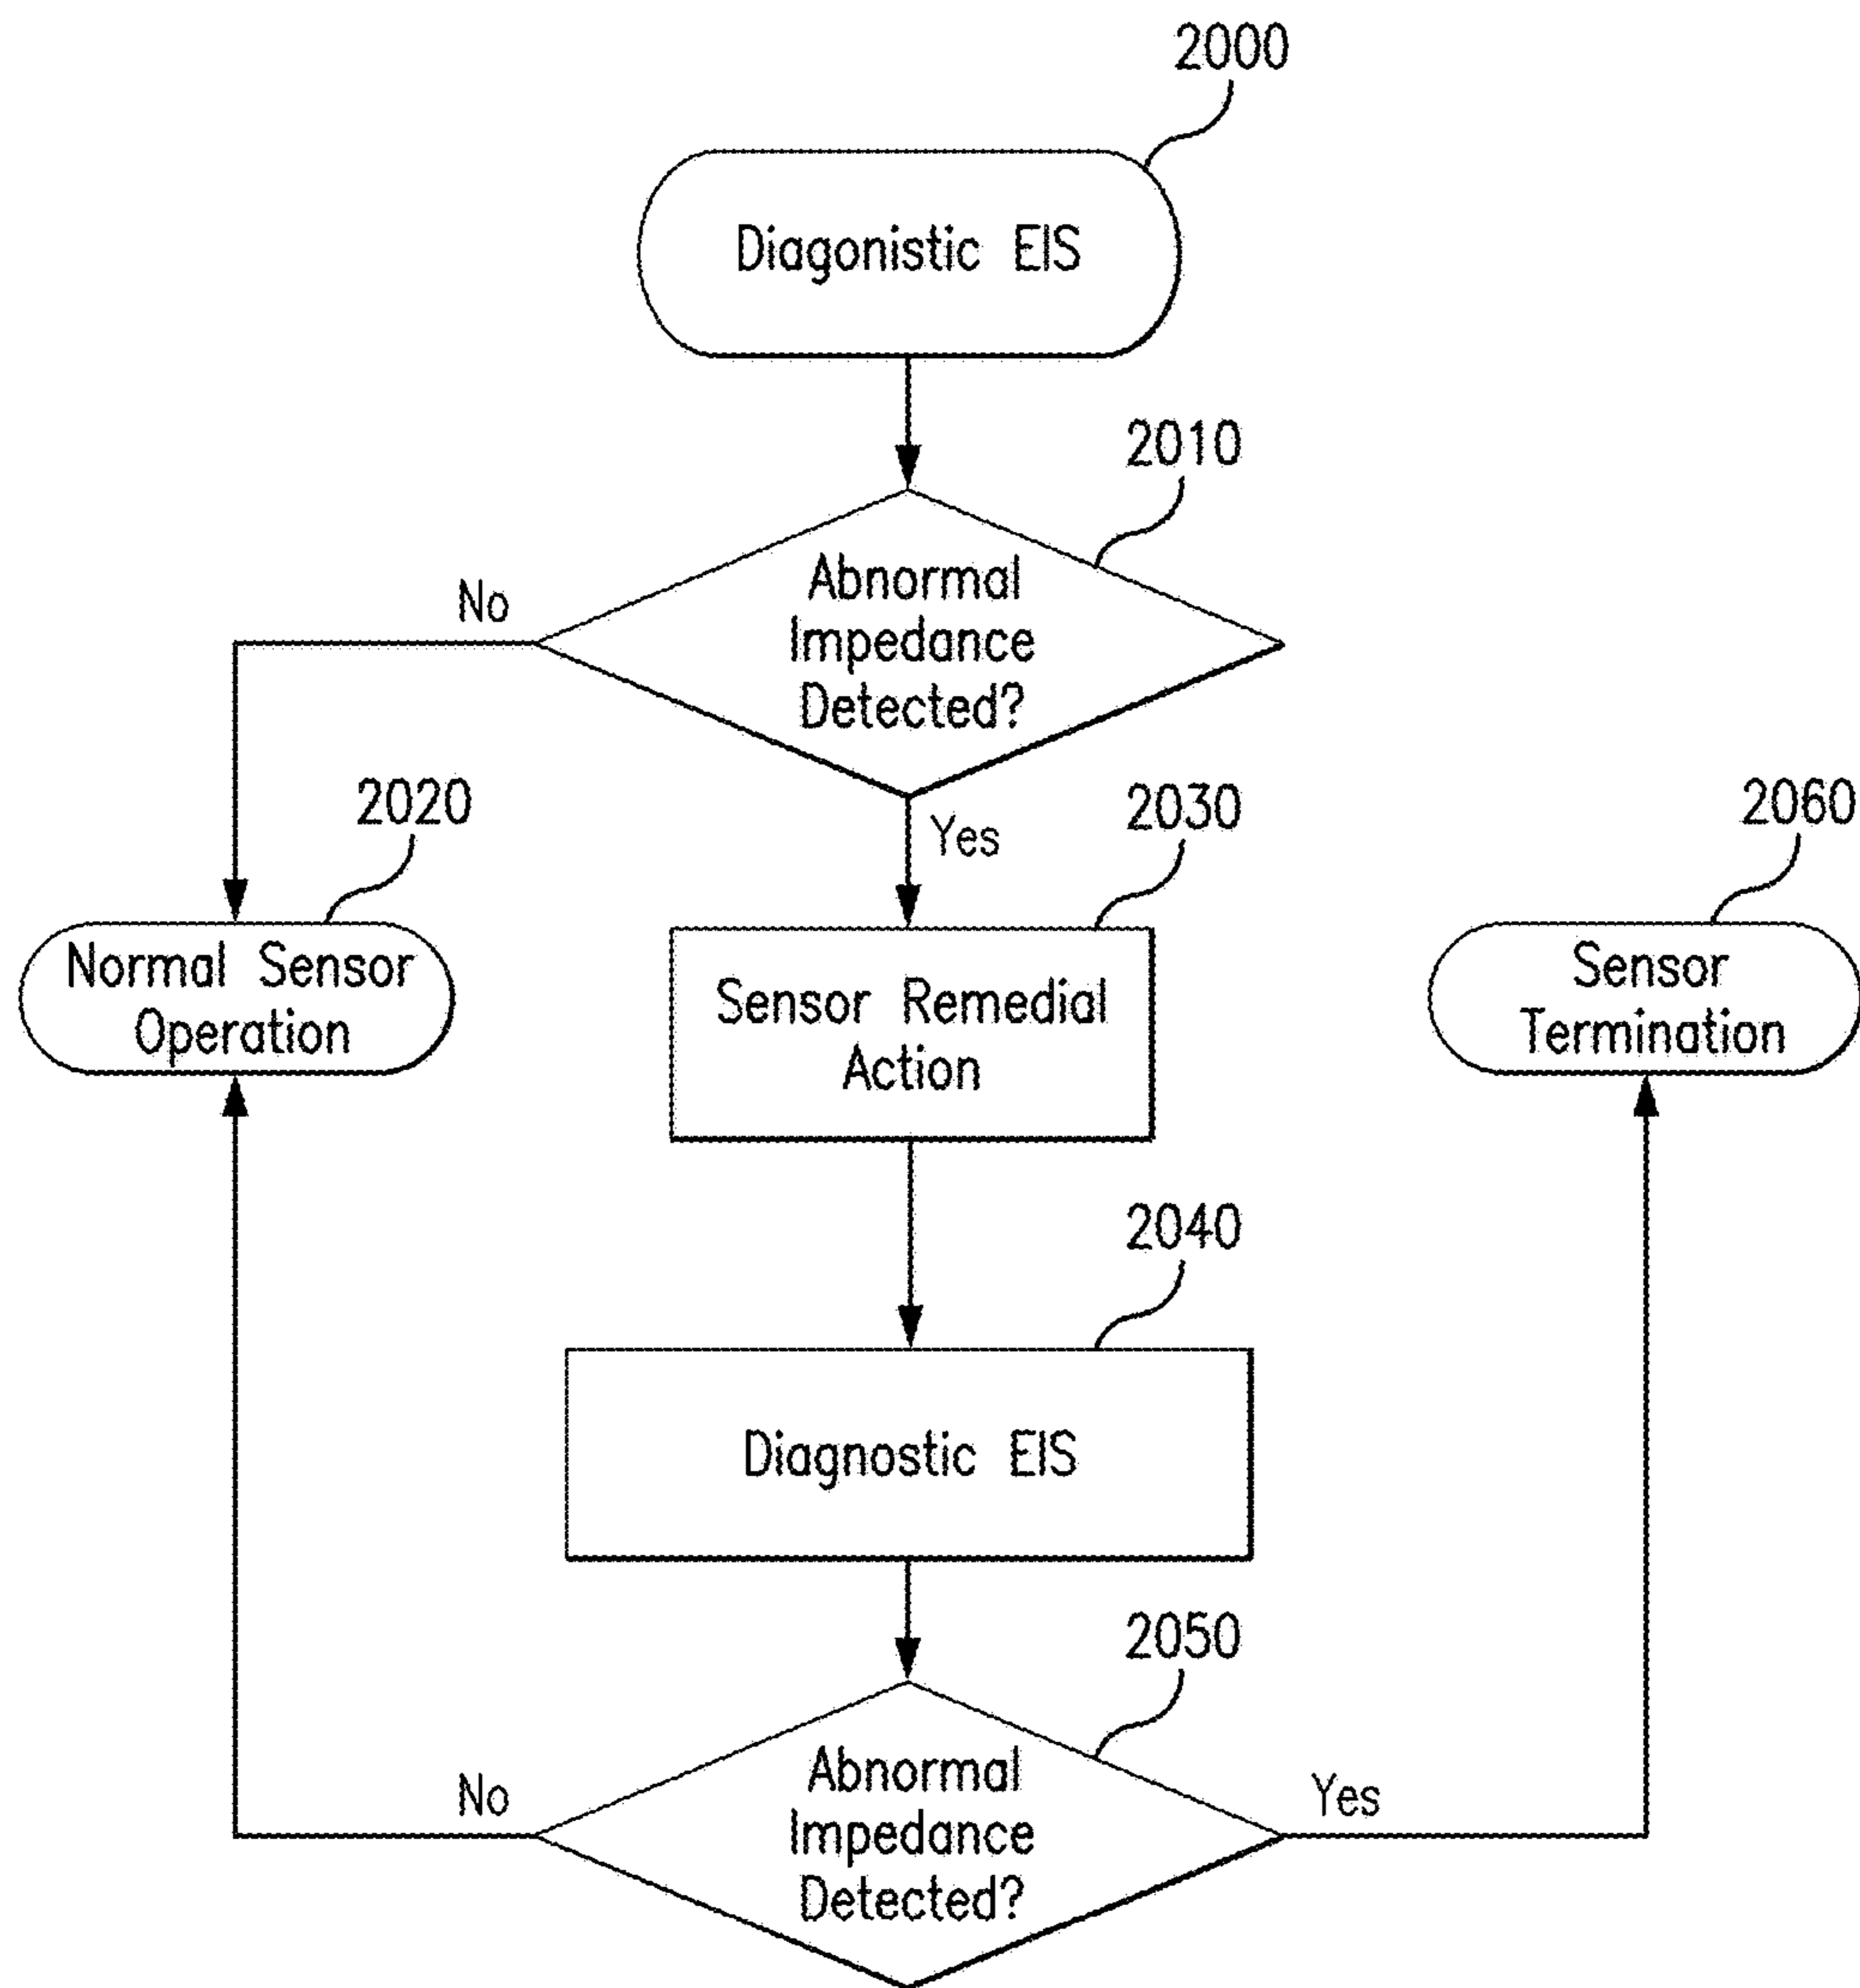 2000
Diagonistic EIS
2010
Abnormal
Impedance
Detected?
No
Yes
2020
2030
2060
Normal Sensor
Operation
Sensor Remedial
Action
Sensor
Termination
2040
Diagnostic EIS
2050
Abnormal
Impedance
Detected?
No
Yes